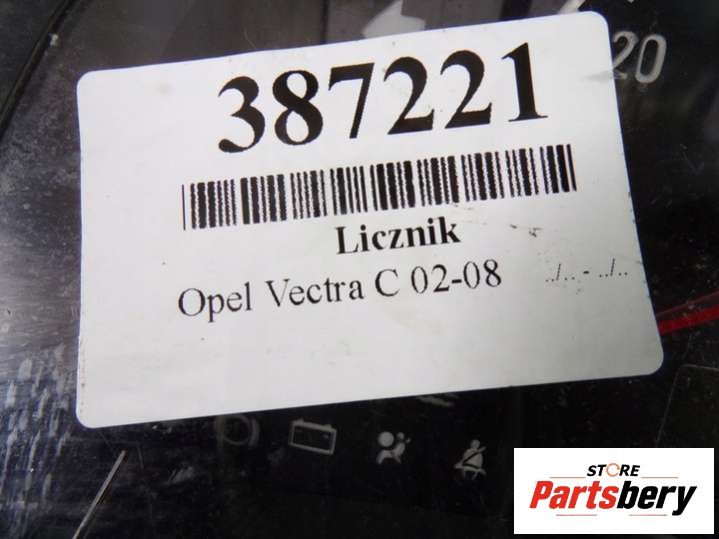 20
387221
Licznik
Opel Vectra C 02-08 ../.. - ../..
STORE
Partsbery